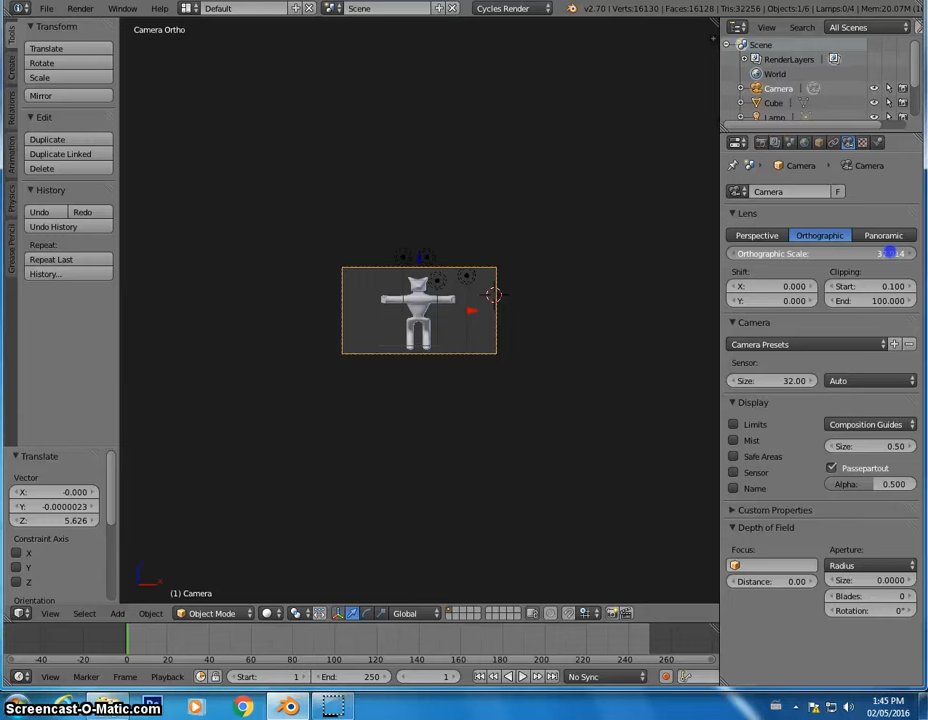 File Render Window Help Default Scene Cycles Render v2.70 | Verts:16130 | Faces:16128 | Tris:32256 | Objects:1/6 | Lamps:0/4 | Mem:20.07M
Transform
Translate
Rotate
Scale
Mirror
Edit
Duplicate
Duplicate Linked
Delete
History
Undo Redo
Undo History
Repeat:
Repeat Last
History...
Tools
Create
Relations
Animation
Physics
Grease Pencil
Translate
Vector
X: -0.000
Y: -0.0000023
Z: 5.626
Constraint Axis
X
Y
Z
Orientation
Camera Ortho
(1) Camera
View Select Add Object Object Mode Global
-40 -20 0 20 40 60 80 100 120 140 160 180 200 220 240 260
View Marker Frame Playback Start: 1 End: 250 1 No Sync
View Search All Scenes
Scene
RenderLayers
World
Camera
Cube
Lamp
Camera Camera
Camera F
Lens
Perspective Orthographic Panoramic
Orthographic Scale:
Shift: Clipping:
X: 0.000 Start: 0.100
Y: 0.000 End: 100.000
Camera
Camera Presets
Sensor:
Size: 32.00 Auto
Display
Limits Composition Guides
Mist Size: 0.50
Safe Areas
Sensor Passepartout
Name Alpha: 0.500
Custom Properties
Depth of Field
Focus: Aperture:
Radius
Distance: 0.00 Size: 0.0000
Blades: 0
Rotation: 0°
Screencast-O-Matic.com
1:45 PM
02/05/2016